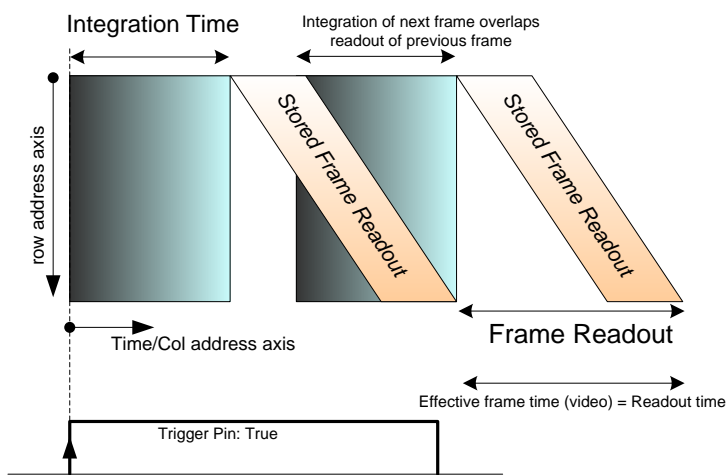 Integration Time
Integration of next frame overlaps
readout of previous frame
row address axis
Stored Frame Readout
Stored Frame Readout
Time/Col address axis
Frame Readout
Effective frame time (video) = Readout time
Trigger Pin: True